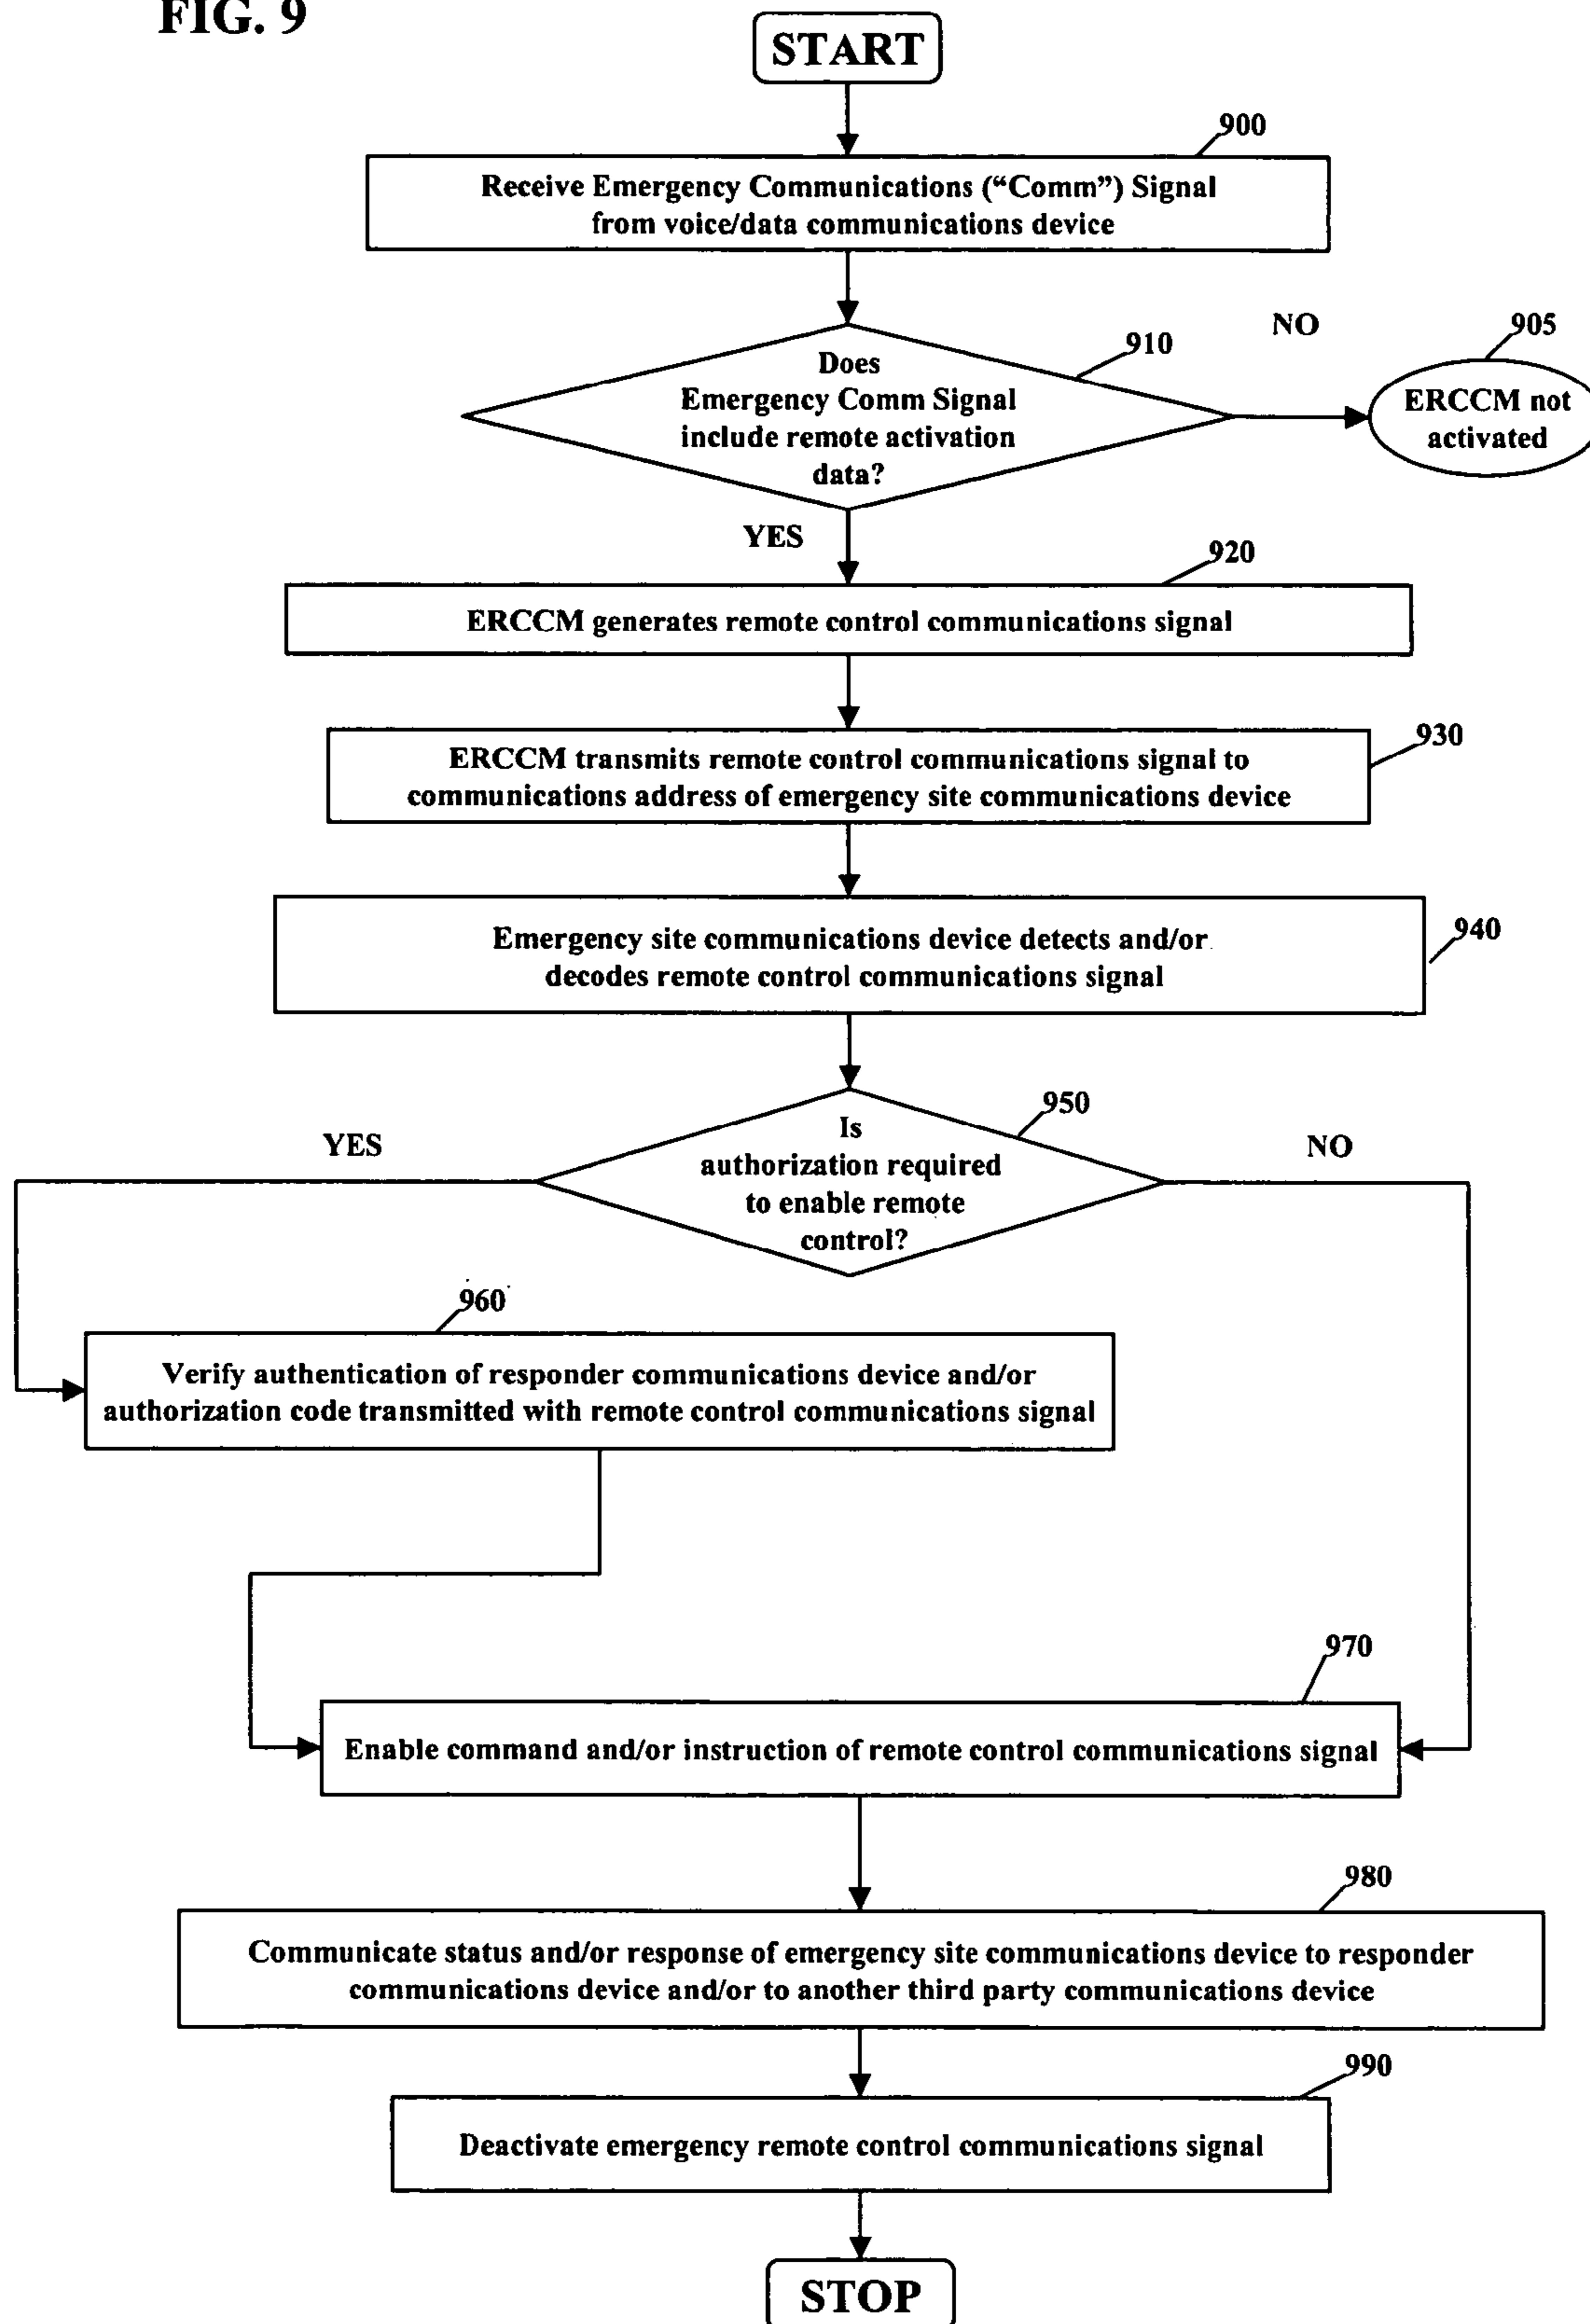 FIG. 9
START
900
Receive Emergency Communications (“Comm”) Signal
from voice/data communications device
910
NO
905
Does
Emergency Comm Signal
include remote activation
data?
ERCCM not
activated
YES
920
ERCCM generates remote control communications signal
930
ERCCM transmits remote control communications signal to
communications address of emergency site communications device
940
Emergency site communications device detects and/or
decodes remote control communications signal
950
YES
NO
Is
authorization required
to enable remote
control?
960
Verify authentication of responder communications device and/or
authorization code transmitted with remote control communications signal
970
Enable command and/or instruction of remote control communications signal
980
Communicate status and/or response of emergency site communications device to responder
communications device and/or to another third party communications device
990
Deactivate emergency remote control communications signal
STOP